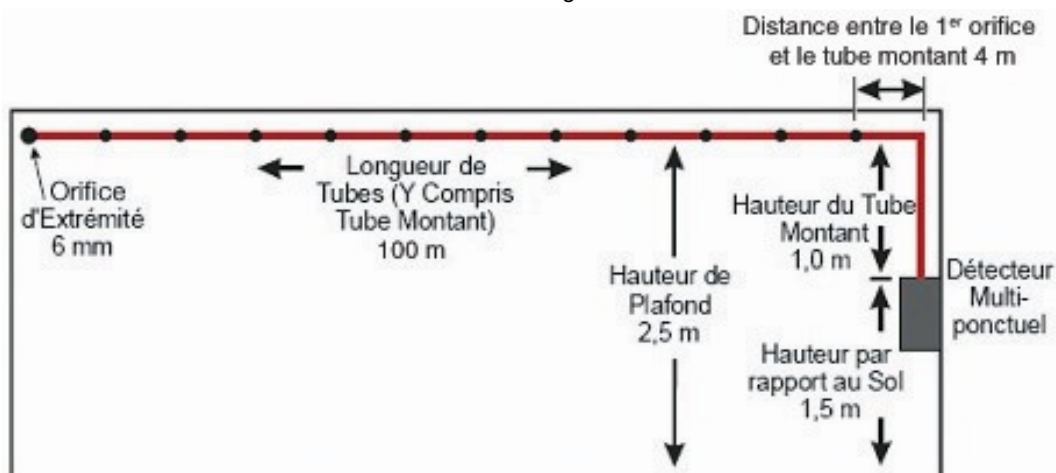 Distance entre le 1er orifice
et le tube montant 4 m
Orifice
d'Extrémité
6 mm
Longueur de
Tubes (Y Compris
Tube Montant)
100 m
Hauteur de
Plafond
2,5 m
Hauteur du Tube
Montant
1,0 m
Hauteur par
rapport au Sol
1,5 m
Détecteur
Multi-
ponctuel